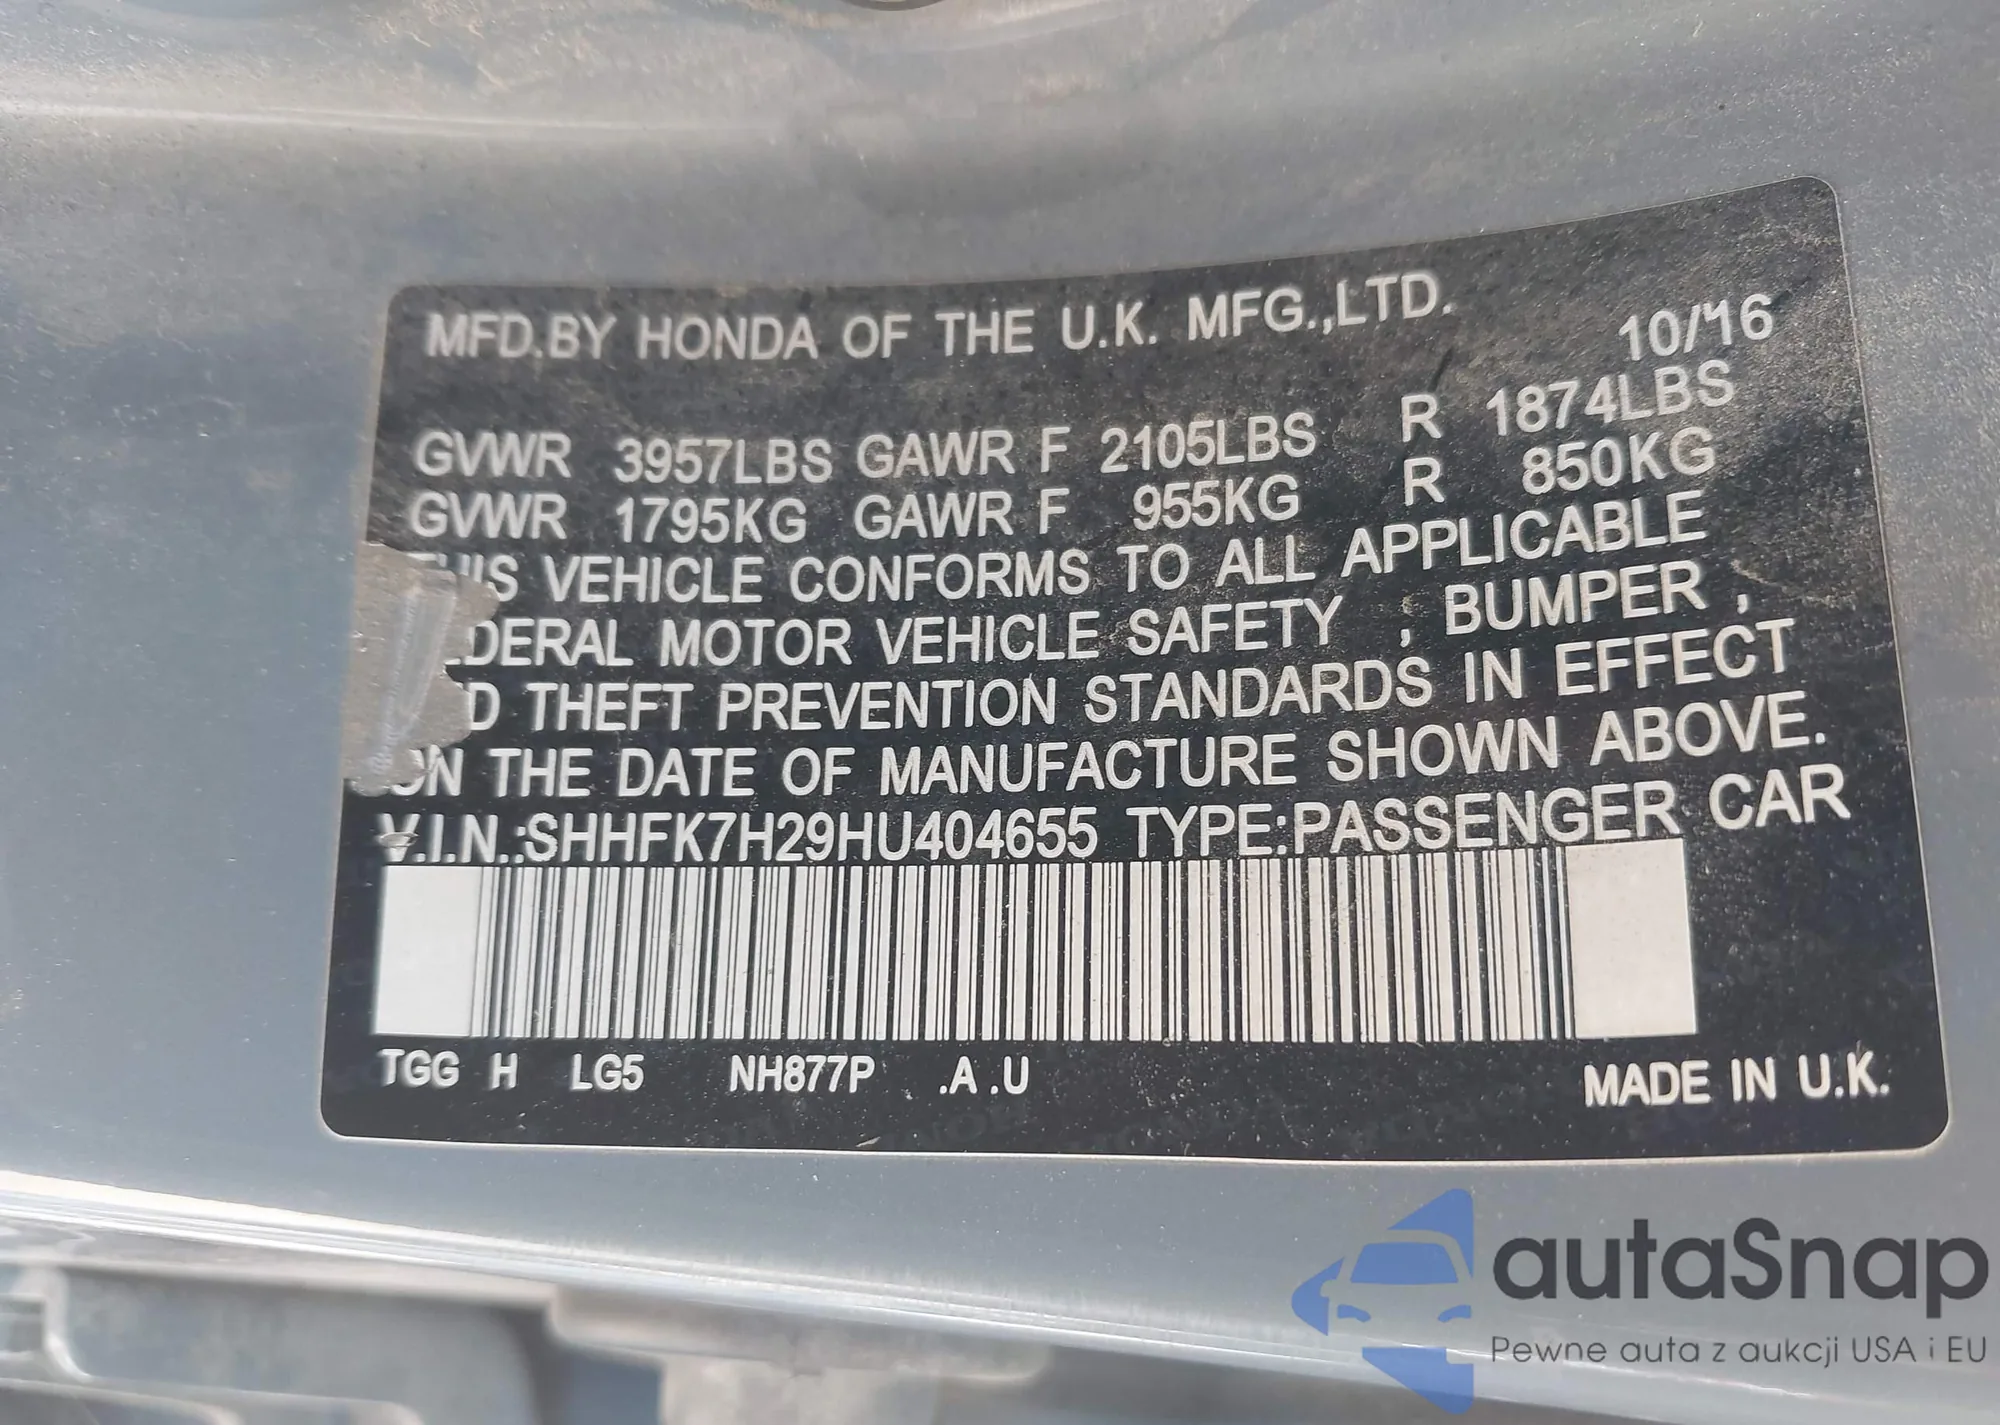 MFD.BY HONDA OF THE U.K. MFG.,LTD. 10/16
GVWR 3957LBS GAWR F 2105LBS R 1874LBS
GVWR 1795KG GAWR F 955KG R 850KG
THIS VEHICLE CONFORMS TO ALL APPLICABLE
DERAL MOTOR VEHICLE SAFETY , BUMPER ,
D THEFT PREVENTION STANDARDS IN EFFECT
ON THE DATE OF MANUFACTURE SHOWN ABOVE.
V.I.N.:SHHFK7H29HU404655 TYPE:PASSENGER CAR
TGG H LG5 NH877P .A .U MADE IN U.K.
autaSnap
Pewne auta z aukcji USA i EU